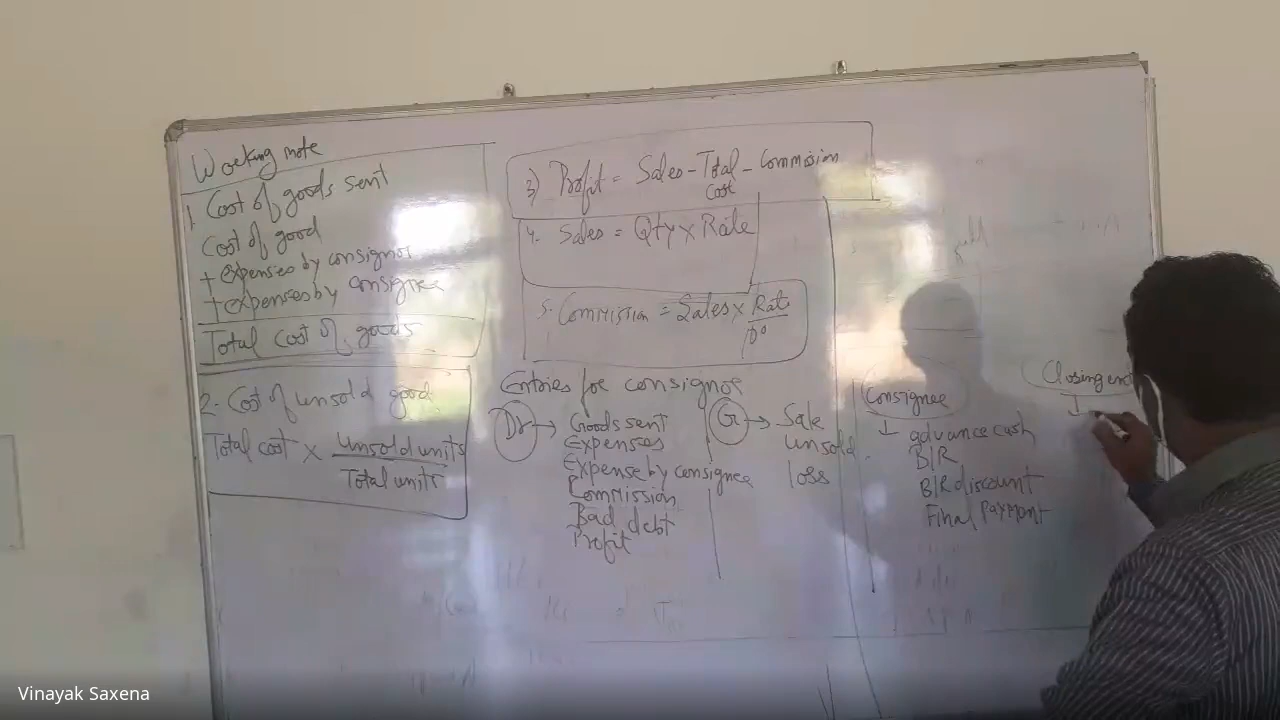 Working note
1. Cost of goods sent
Cost of good
+ expenses by consignor
+ expenses by consignee
Total cost of goods
2. Cost of unsold good
Total cost × unsold units
Total units
3) Profit = Sales - Total - Commision
Cost
4. Sales = Qty × Rate
5. Commission = Sales × Rate
Entries for consignor
Dr → Goods sent
Expenses
Expense by consignee
Commission
Bad debt
Profit
Cr → Sale
unsold
loss
Consignee
↓ advance cash
B/R
B/R discount
Final Payment
Closing
↓
Vinayak Saxena